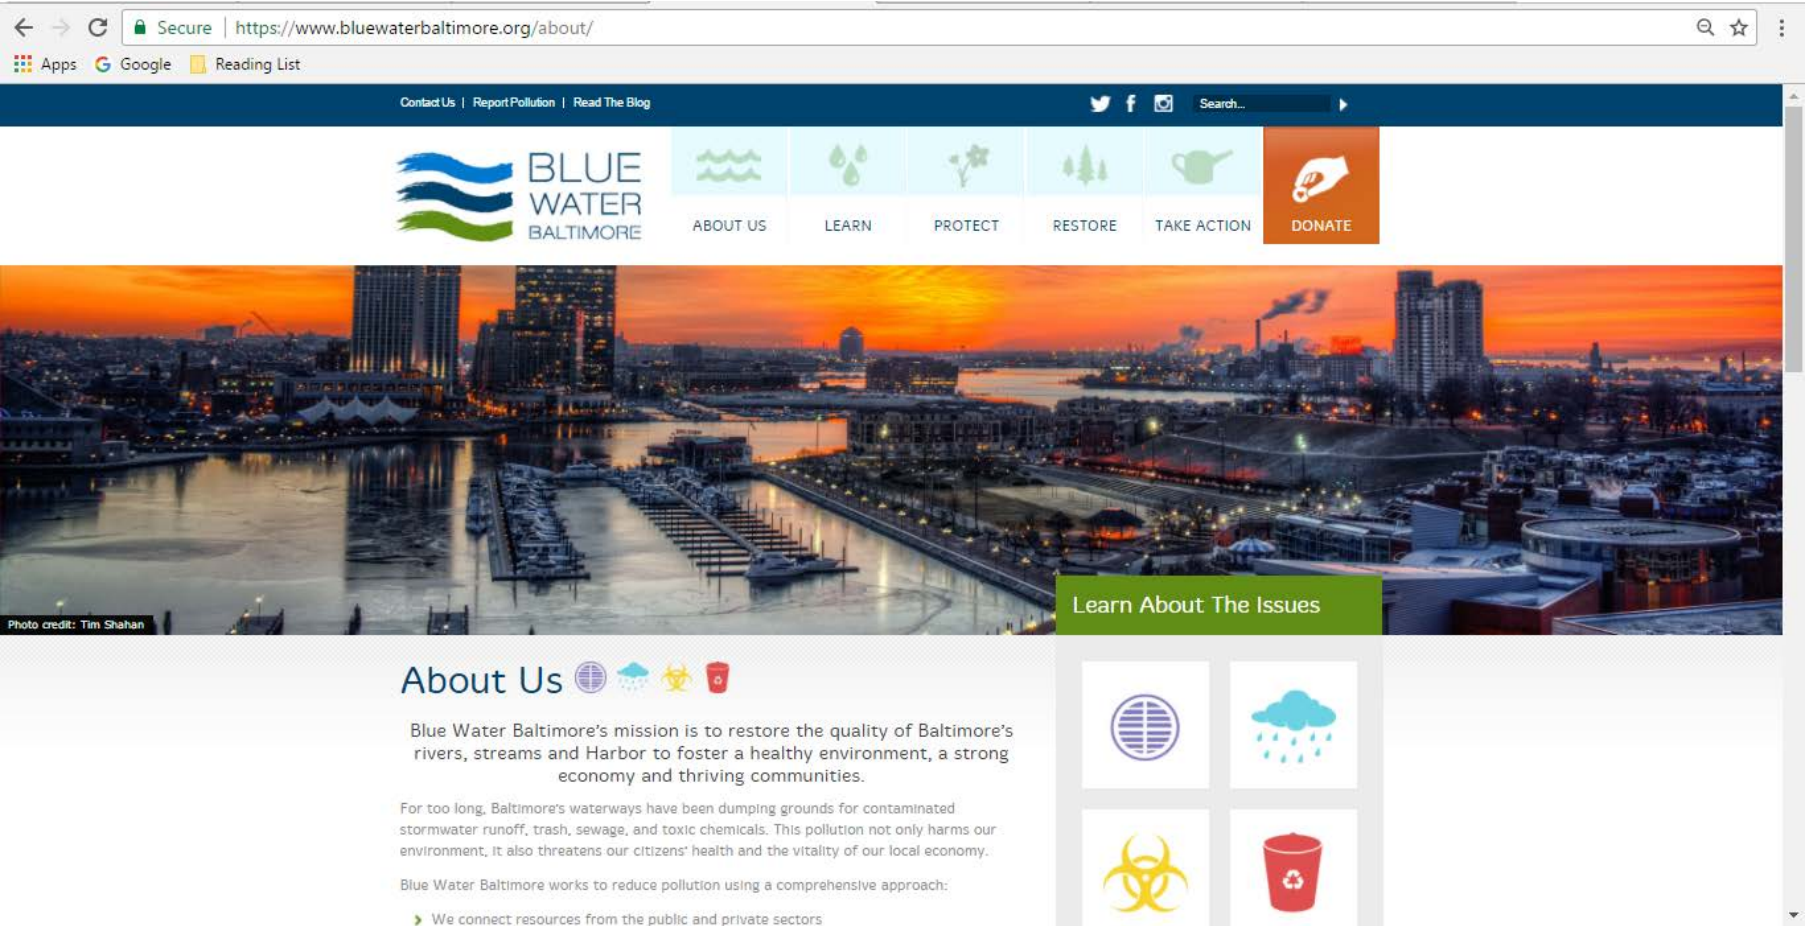 Secure | https://www.bluewaterbaltimore.org/about/
Apps Google Reading List
Contact Us | Report Pollution | Read The Blog
Search...
BLUE
WATER
BALTIMORE
ABOUT US LEARN PROTECT RESTORE TAKE ACTION DONATE
Photo credit: Tim Shahan
Learn About The Issues
About Us
Blue Water Baltimore's mission is to restore the quality of Baltimore's
rivers, streams and Harbor to foster a healthy environment, a strong
economy and thriving communities.
For too long, Baltimore's waterways have been dumping grounds for contaminated
stormwater runoff, trash, sewage, and toxic chemicals. This pollution not only harms our
environment, it also threatens our citizens' health and the vitality of our local economy.
Blue Water Baltimore works to reduce pollution using a comprehensive approach:
We connect resources from the public and private sectors